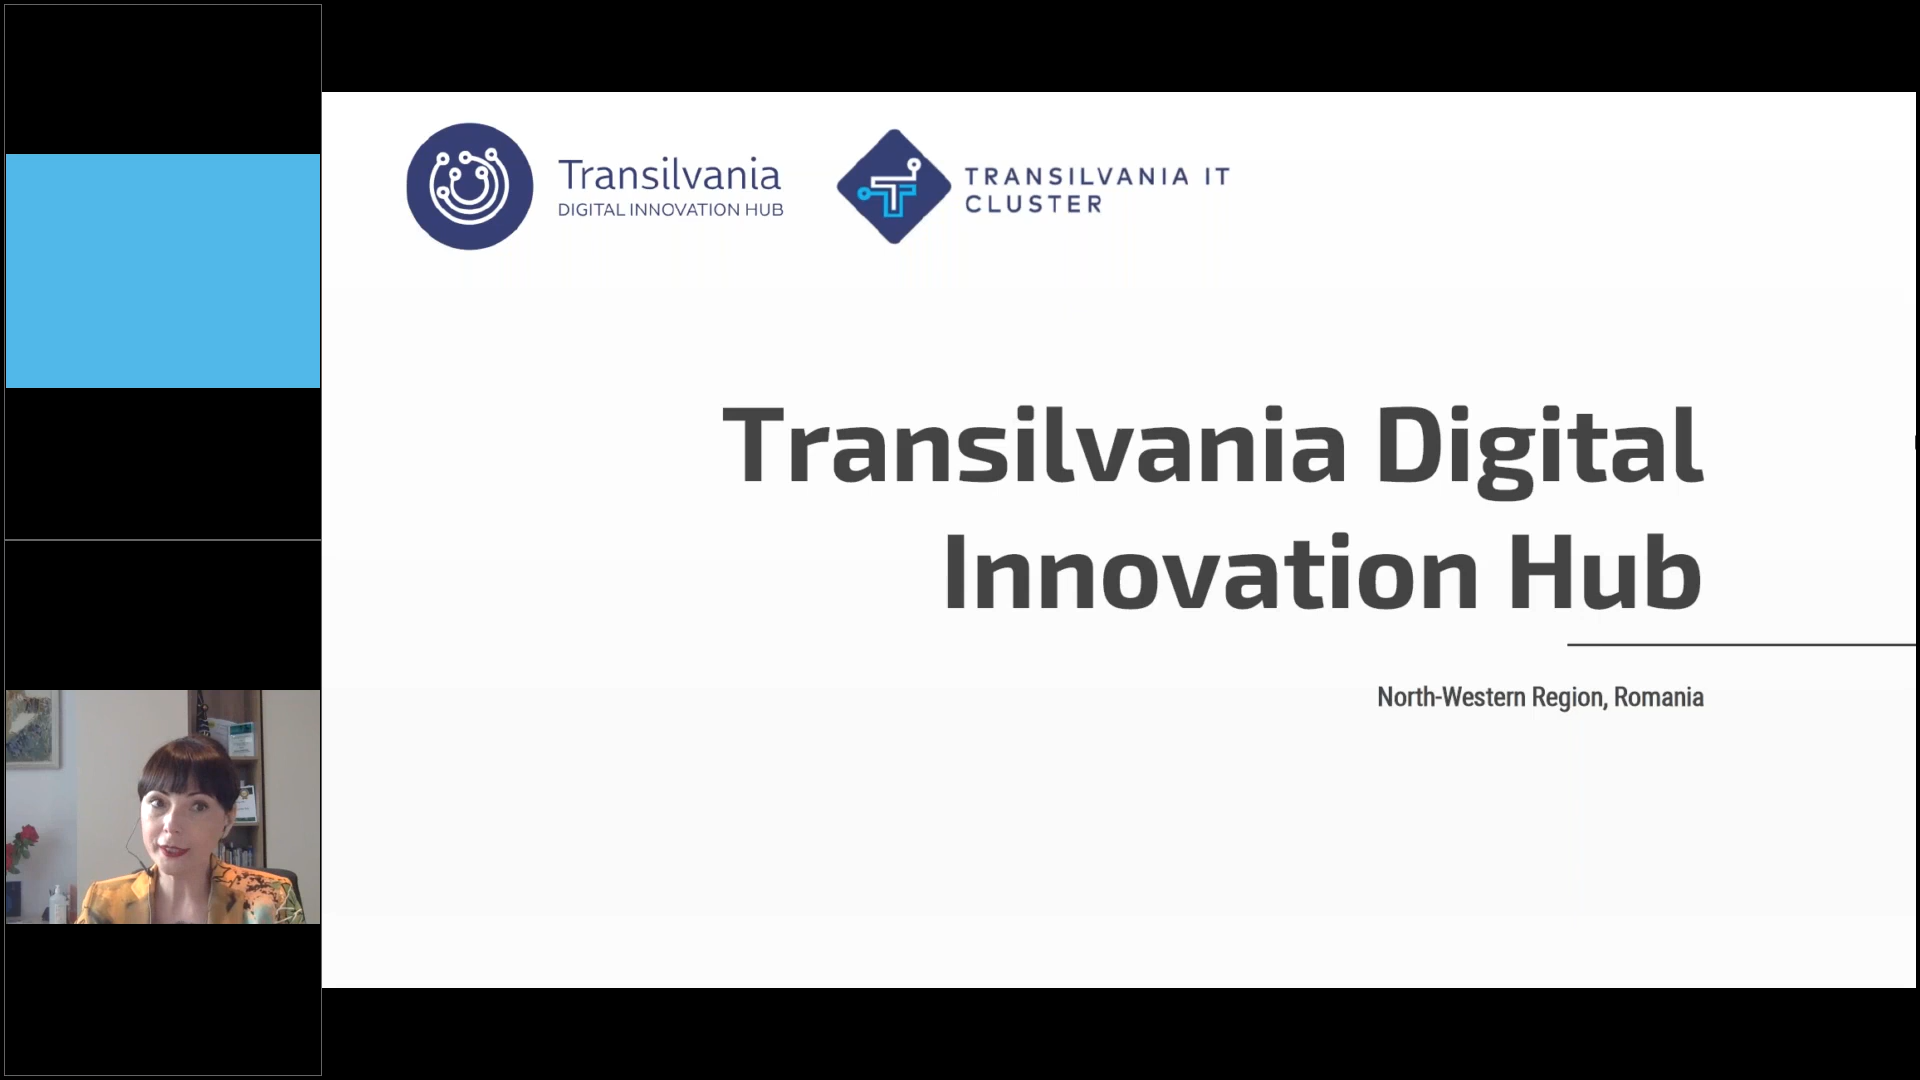 Transilvania
DIGITAL INNOVATION HUB
TRANSILVANIA IT
CLUSTER
Transilvania Digital
Innovation Hub
North-Western Region, Romania